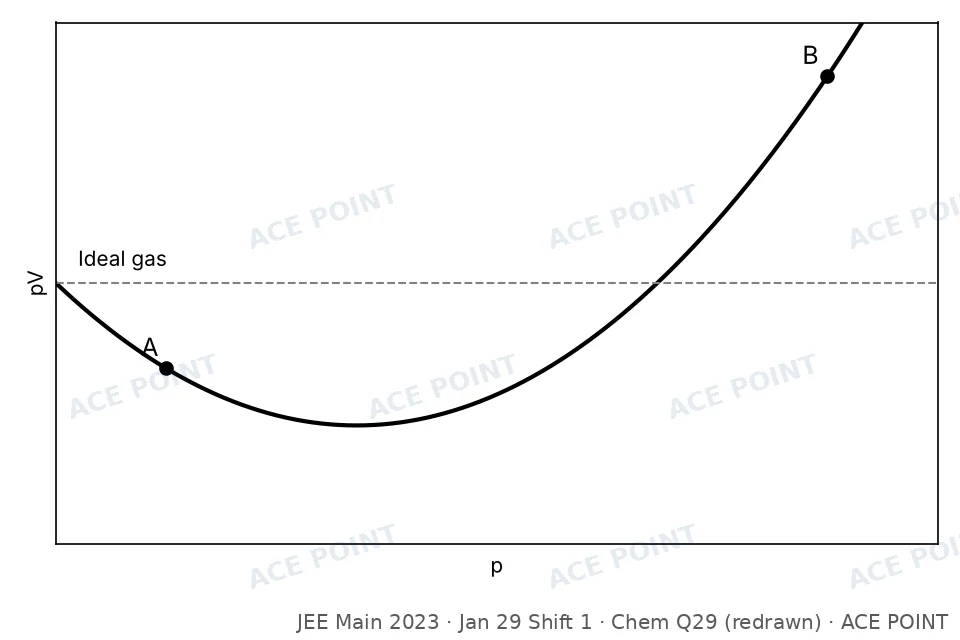 B
ACE POINT ACE POINT ACE POINT
Ideal gas
pV
A
ACE POINT ACE POINT ACE POINT
ACE POINT ACE POINT ACE POINT
p
JEE Main 2023 · Jan 29 Shift 1 · Chem Q29 (redrawn) · ACE POINT